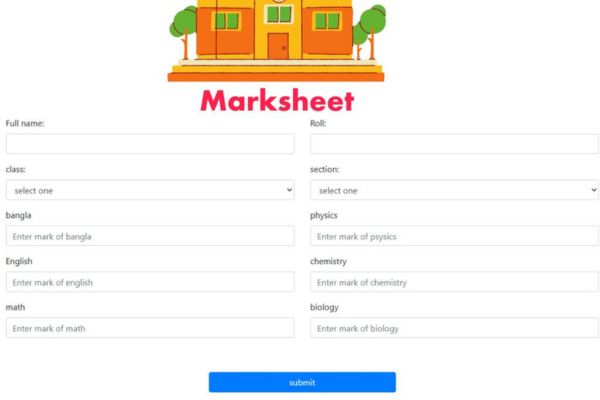 Marksheet
Full name: Roll:
class: section:
select one select one
bangla physics
Enter mark of bangla Enter mark of psysics
English chemistry
Enter mark of english Enter mark of chemistry
math biology
Enter mark of math Enter mark of biology
submit